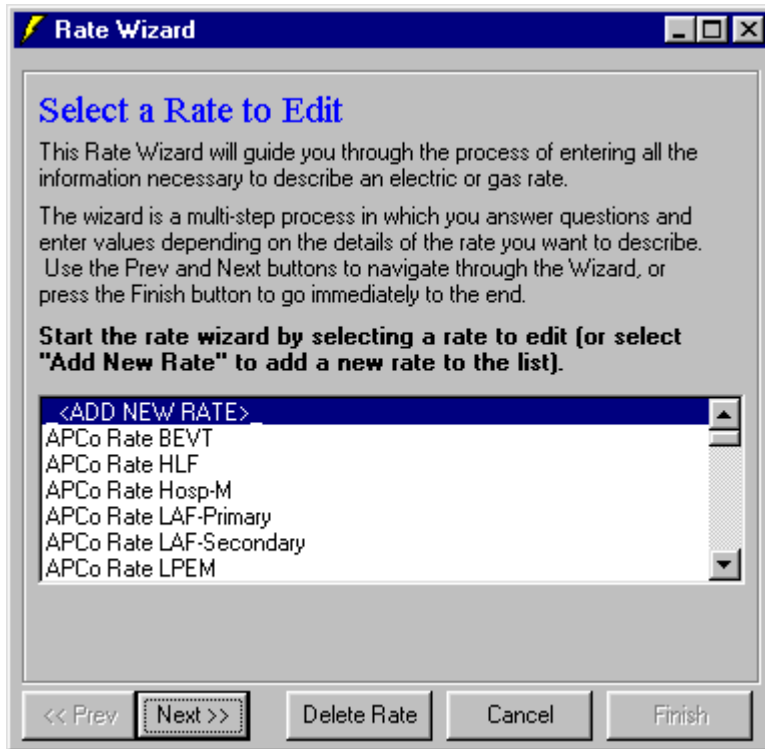 Rate Wizard
Select a Rate to Edit
This Rate Wizard will guide you through the process of entering all the
information necessary to describe an electric or gas rate.
The wizard is a multi-step process in which you answer questions and
enter values depending on the details of the rate you want to describe.
Use the Prev and Next buttons to navigate through the Wizard, or
press the Finish button to go immediately to the end.
Start the rate wizard by selecting a rate to edit (or select
"Add New Rate" to add a new rate to the list).
_<ADD NEW RATE>_
APCo Rate BEVT
APCo Rate HLF
APCo Rate Hosp-M
APCo Rate LAF-Primary
APCo Rate LAF-Secondary
APCo Rate LPEM
<< Prev Next >> Delete Rate Cancel Finish